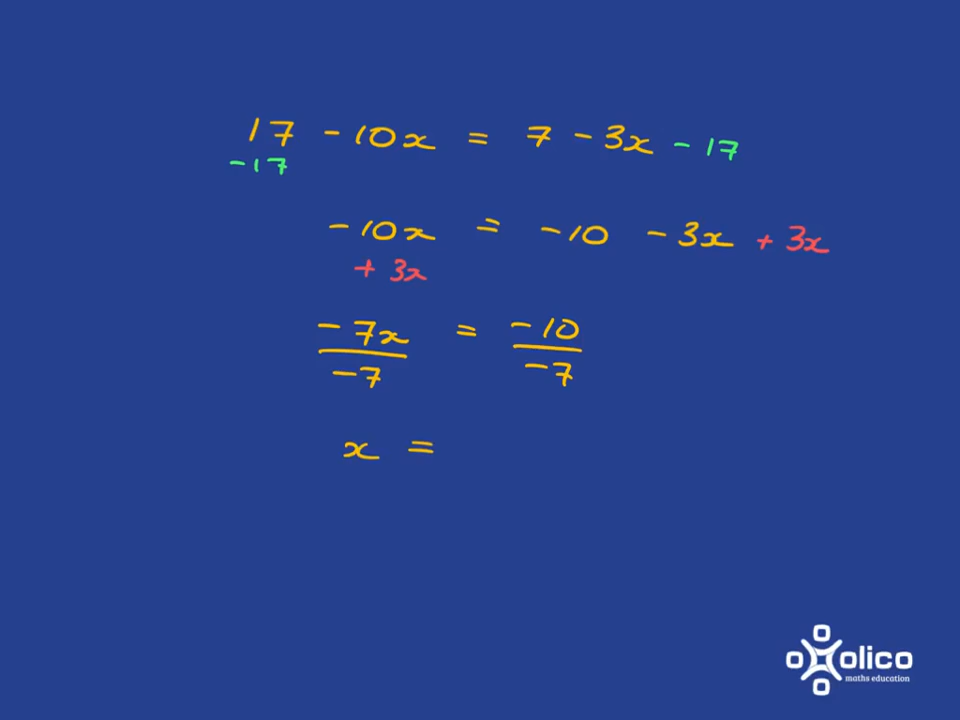 17 - 10x = 7 - 3x - 17
-17
-10x = -10 - 3x + 3x
+ 3x
-7x = -10
-7 -7
x =
olico
maths education